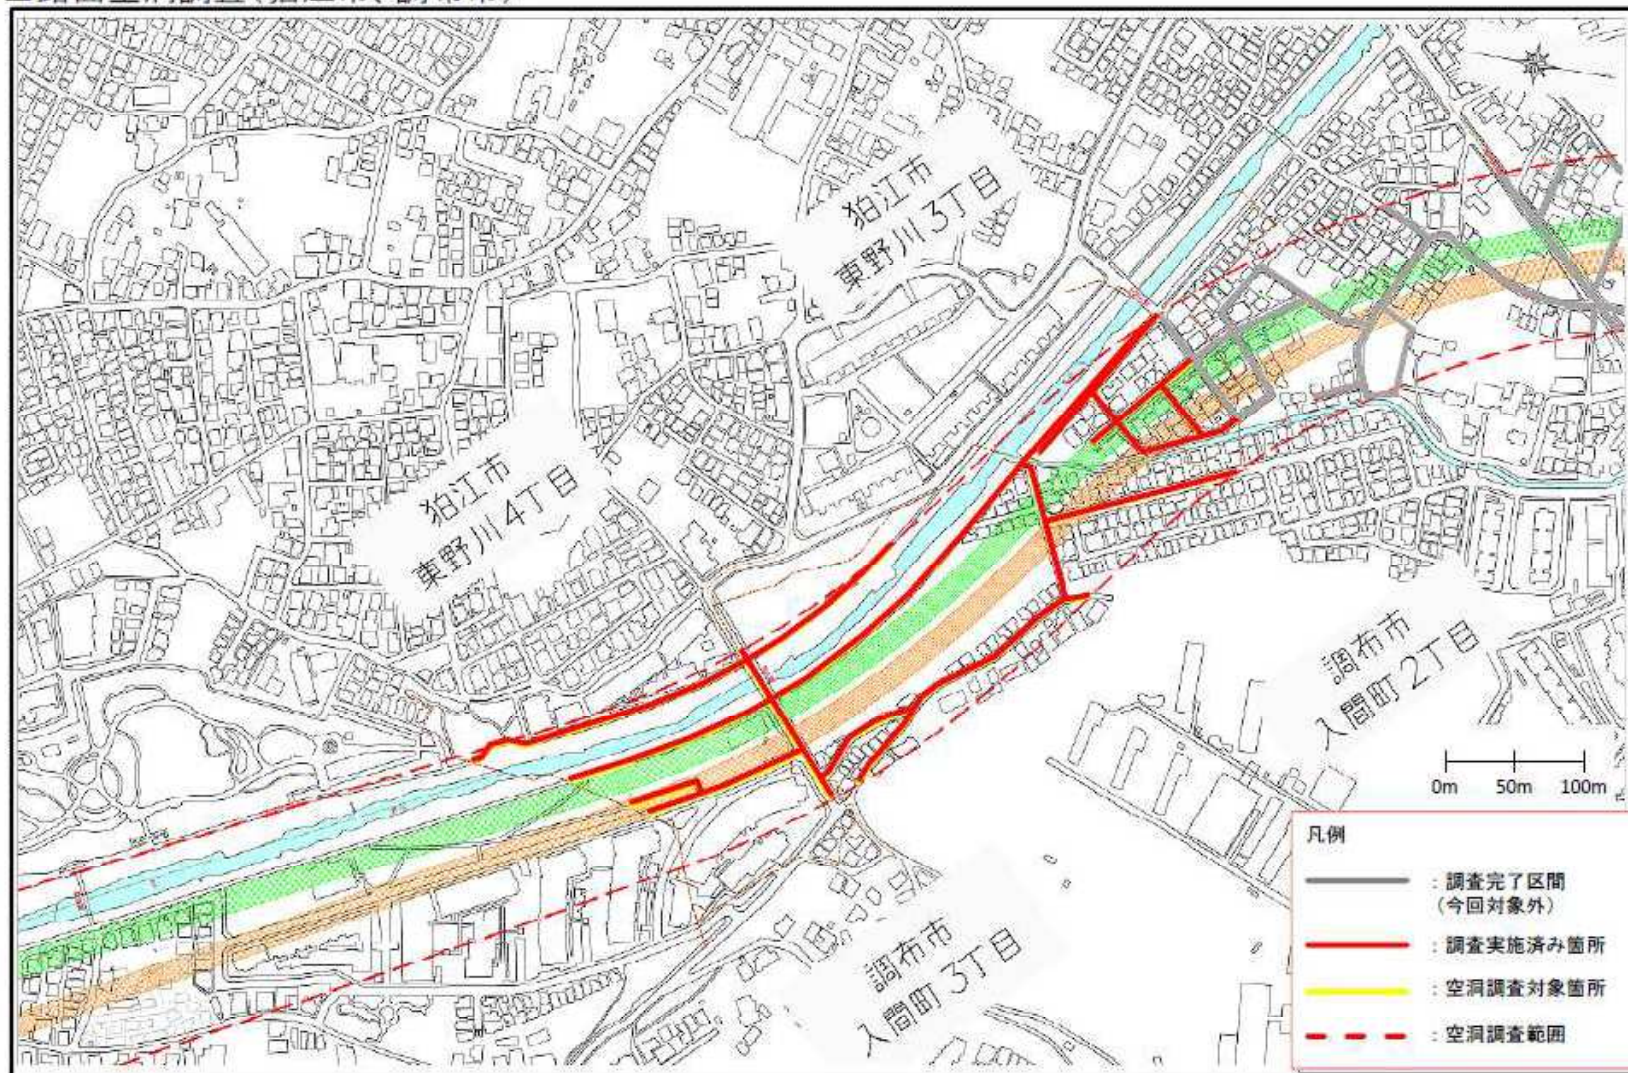 狛江市
東野川3丁目
狛江市
東野川4丁目
調布市
入間町2丁目
調布市
入間町3丁目
0m 50m 100m
凡例
：調査完了区間
（今回対象外）
：調査実施済み箇所
：空洞調査対象箇所
：空洞調査範囲